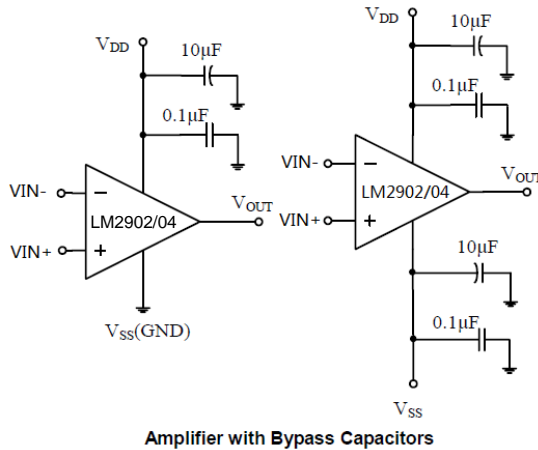 VDD
10µF
0.1µF
VIN-
LM2902/04
VOUT
VIN+
VSS(GND)
VDD
10µF
0.1µF
VIN-
LM2902/04
VOUT
VIN+
10µF
0.1µF
VSS
Amplifier with Bypass Capacitors